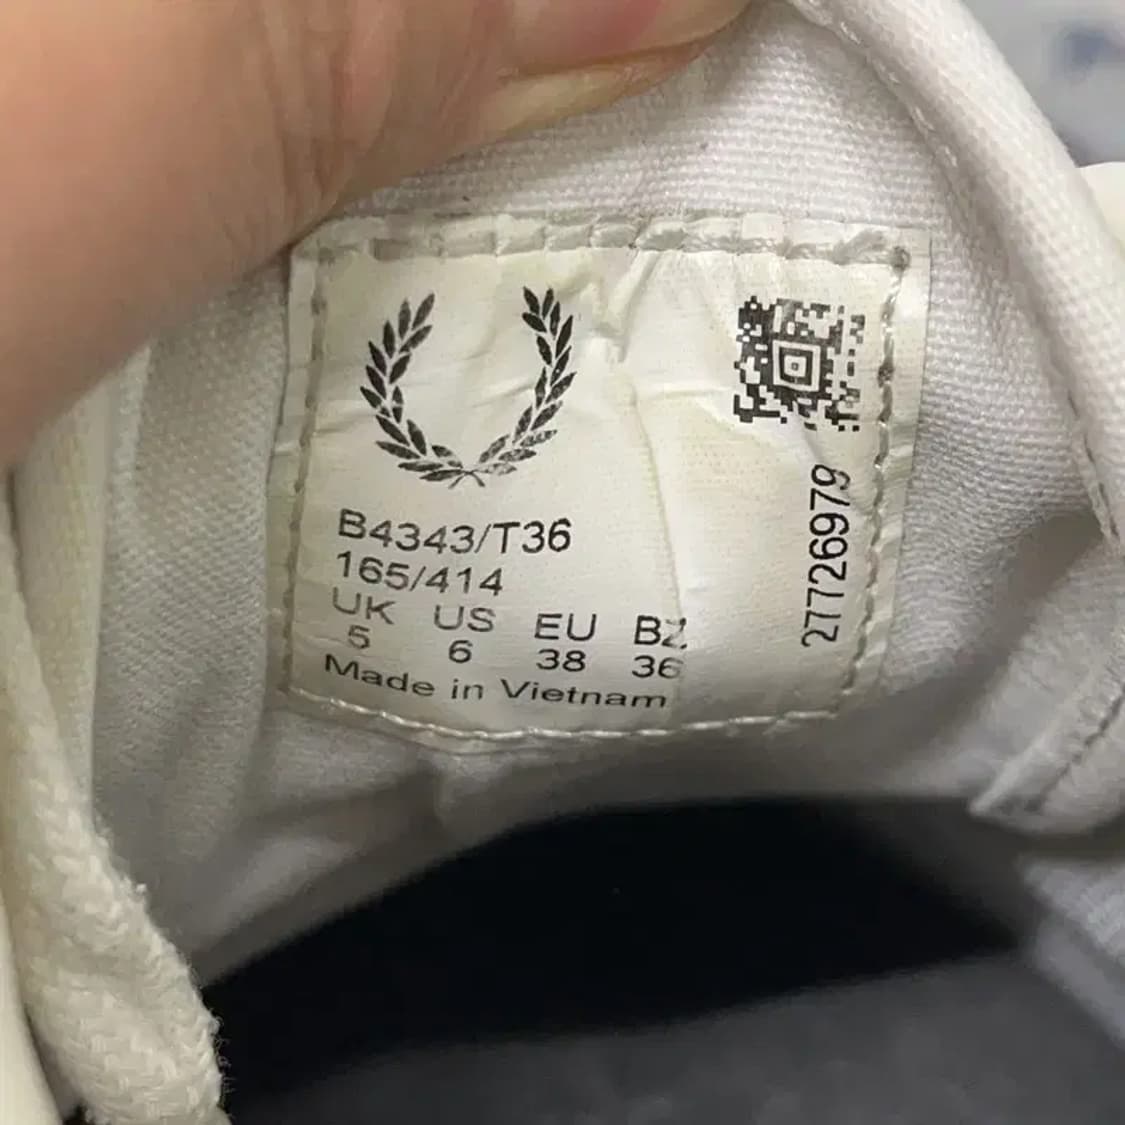 B4343/T36
165/414
UK US EU BZ
5 6 38 36
Made in Vietnam
27726979